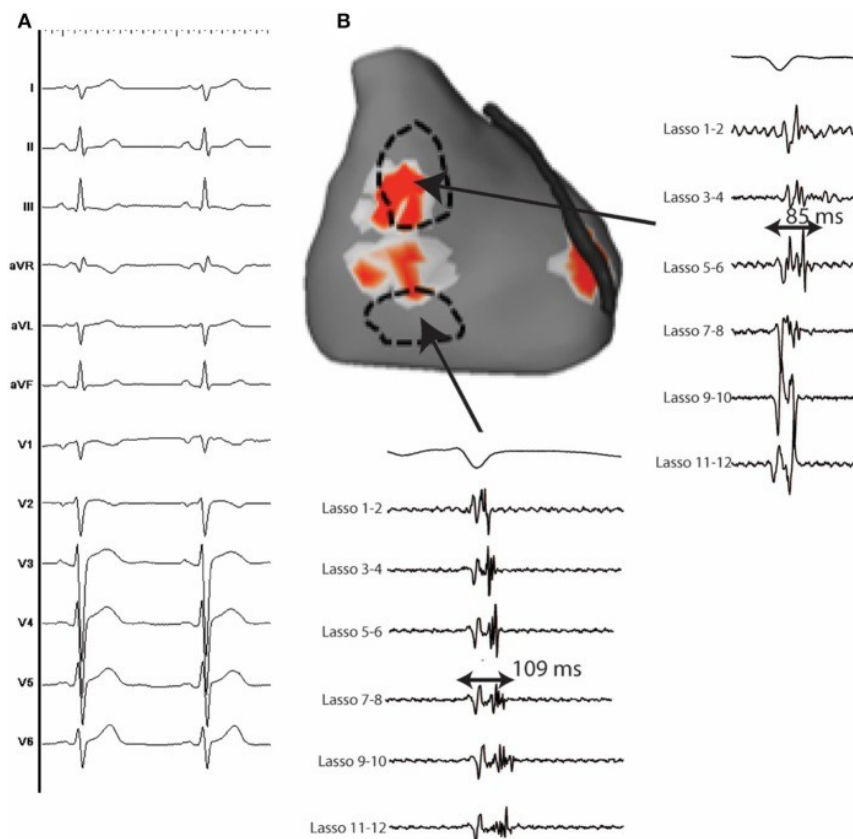 A
B
I
II
III
aVR
aVL
aVF
V1
V2
V3
V4
V5
V6
Lasso 1-2
Lasso 3-4
85 ms
Lasso 5-6
Lasso 7-8
Lasso 9-10
Lasso 11-12
Lasso 1-2
Lasso 3-4
Lasso 5-6
109 ms
Lasso 7-8
Lasso 9-10
Lasso 11-12